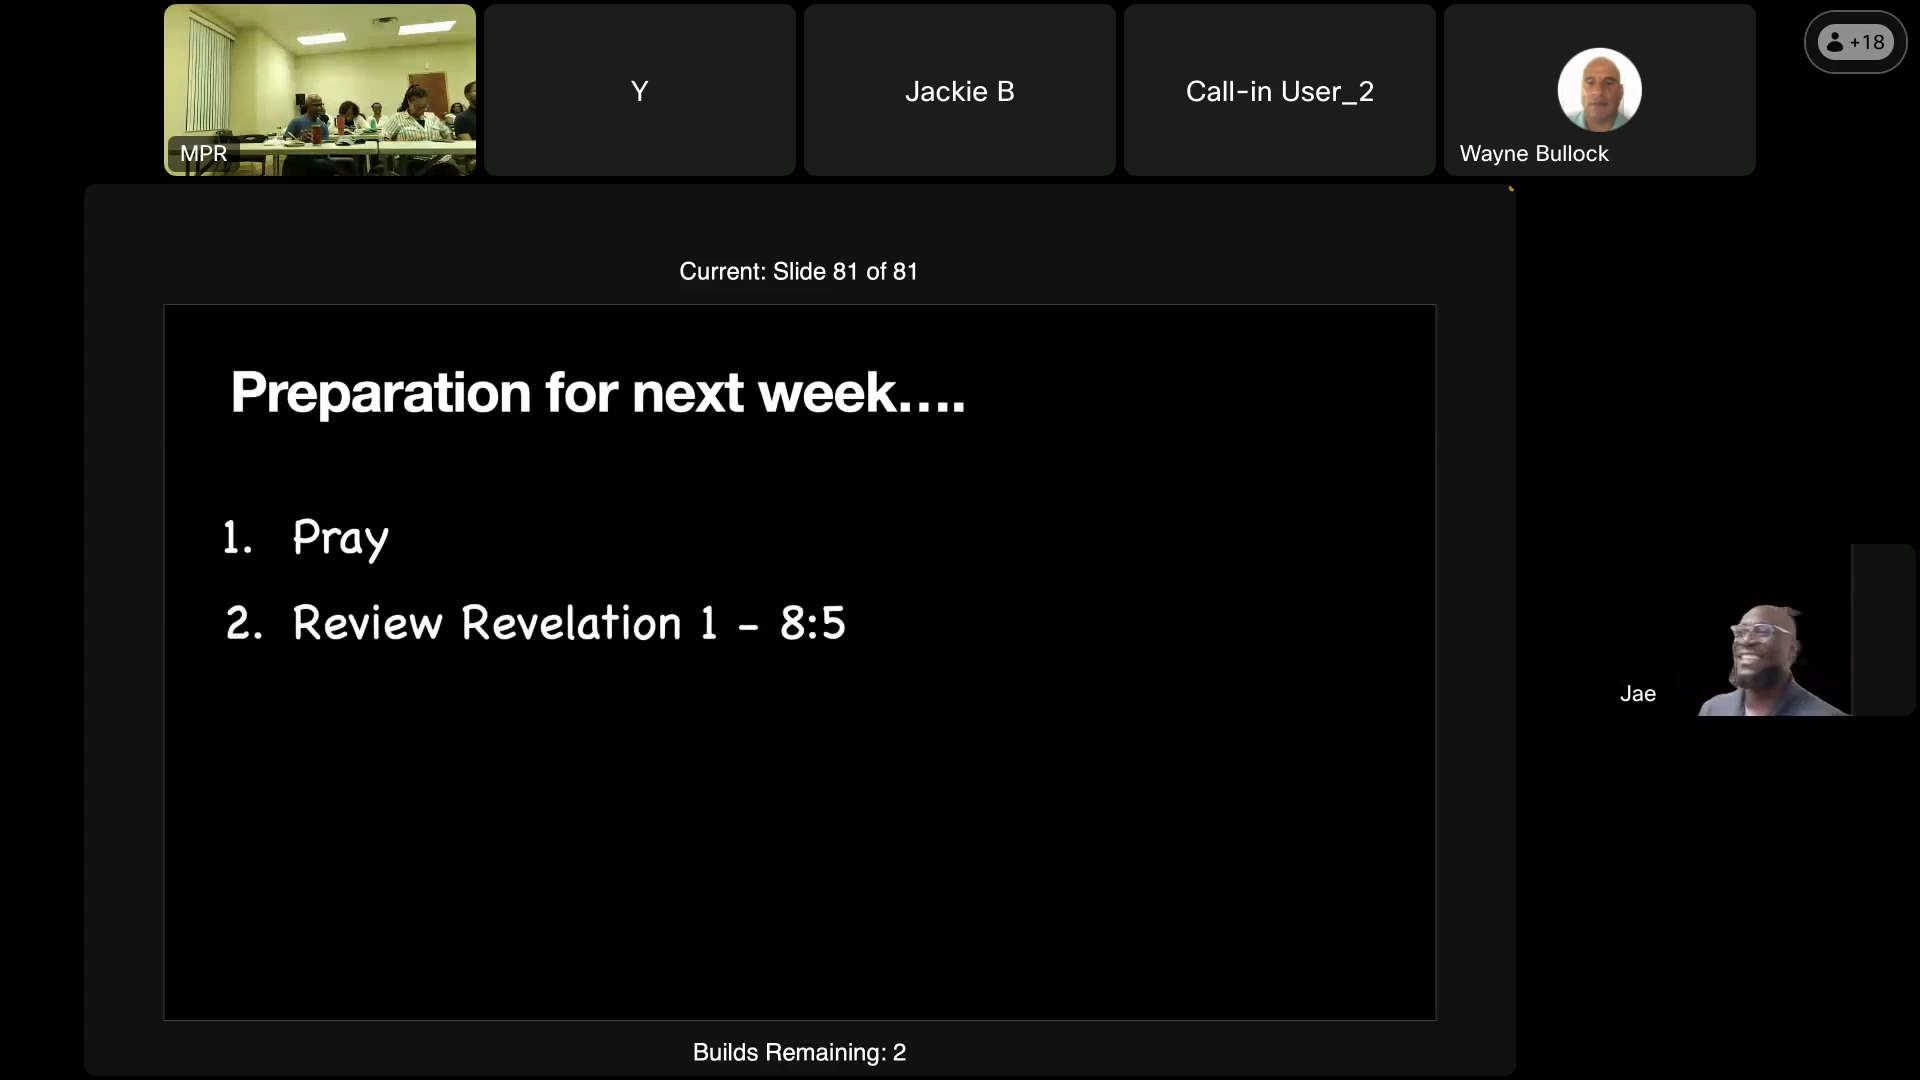 +18
Y
Jackie B
Call-in User_2
MPR
Wayne Bullock
Current: Slide 81 of 81
Preparation for next week....
1. Pray
2. Review Revelation 1 – 8:5
Jae
Builds Remaining: 2